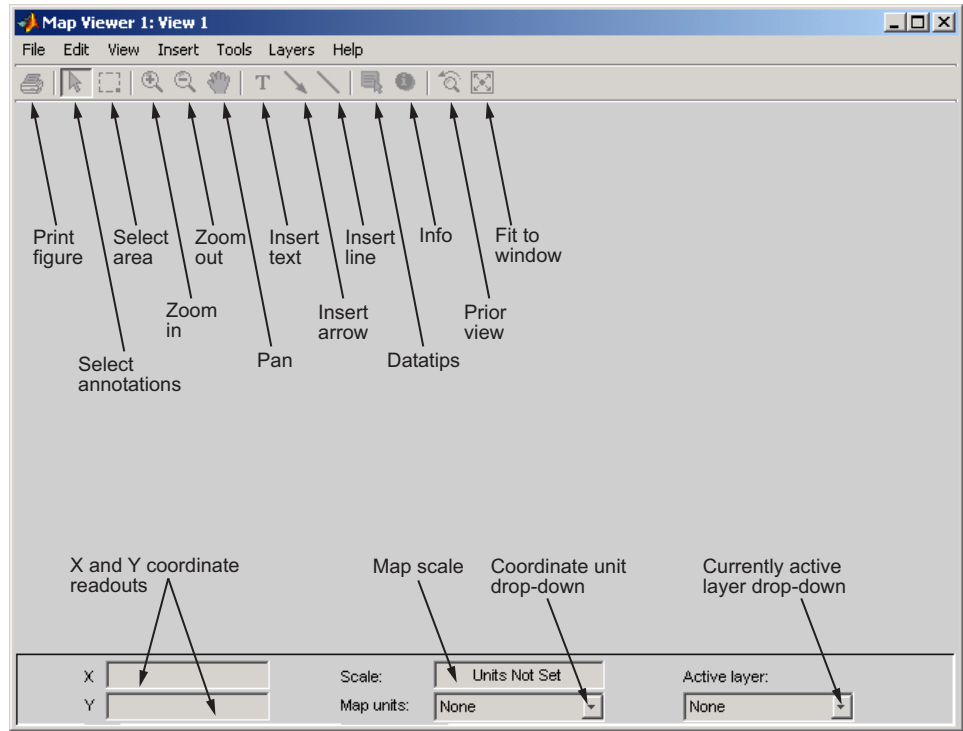 Map Viewer 1: View 1
File Edit View Insert Tools Layers Help
T
Print figure
Select area
Zoom out
Insert text
Insert line
Info
Fit to window
Zoom in
Insert arrow
Prior view
Select annotations
Pan
Datatips
X and Y coordinate readouts
Map scale
Coordinate unit drop-down
Currently active layer drop-down
X
Scale: Units Not Set
Active layer:
Y
Map units: None
None